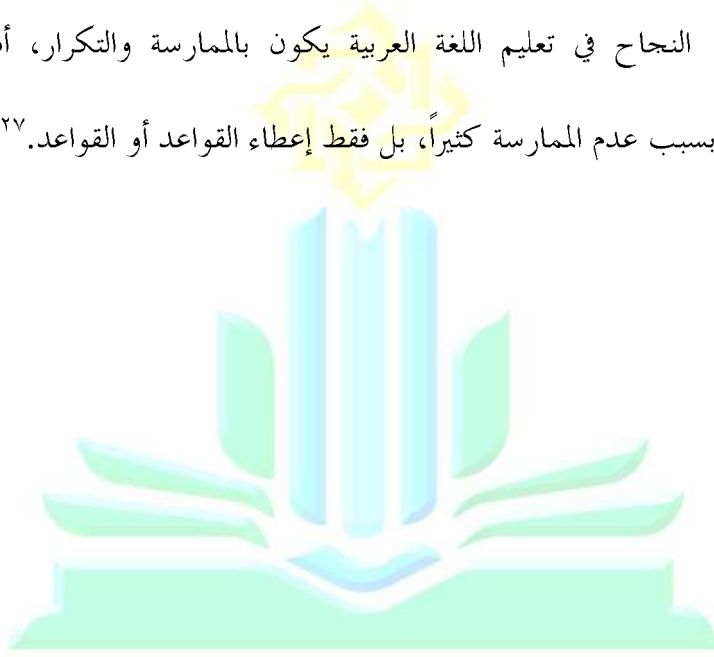 النجاح في تعليم اللغة العربية يكون بالممارسة والتكرار،
بسبب عدم الممارسة كثيراً، بل فقط إعطاء القواعد أو القواعد.٢٧